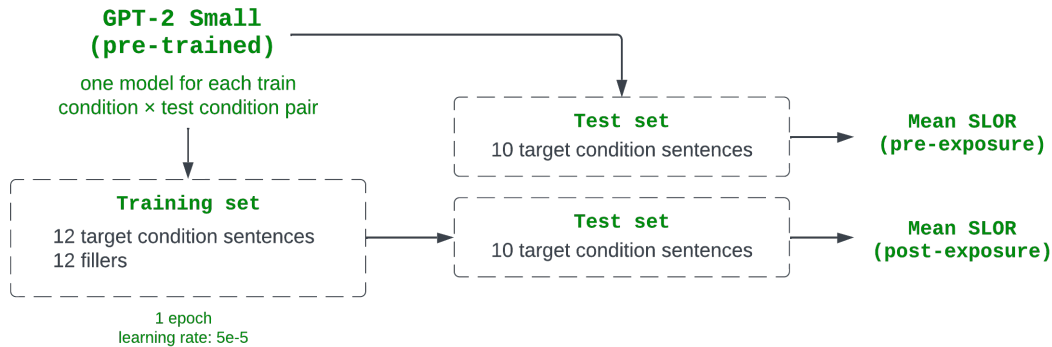 GPT-2 Small
(pre-trained)
one model for each train
condition × test condition pair
Test set
10 target condition sentences
Mean SLOR
(pre-exposure)
Training set
12 target condition sentences
12 fillers
Test set
10 target condition sentences
Mean SLOR
(post-exposure)
1 epoch
learning rate: 5e-5